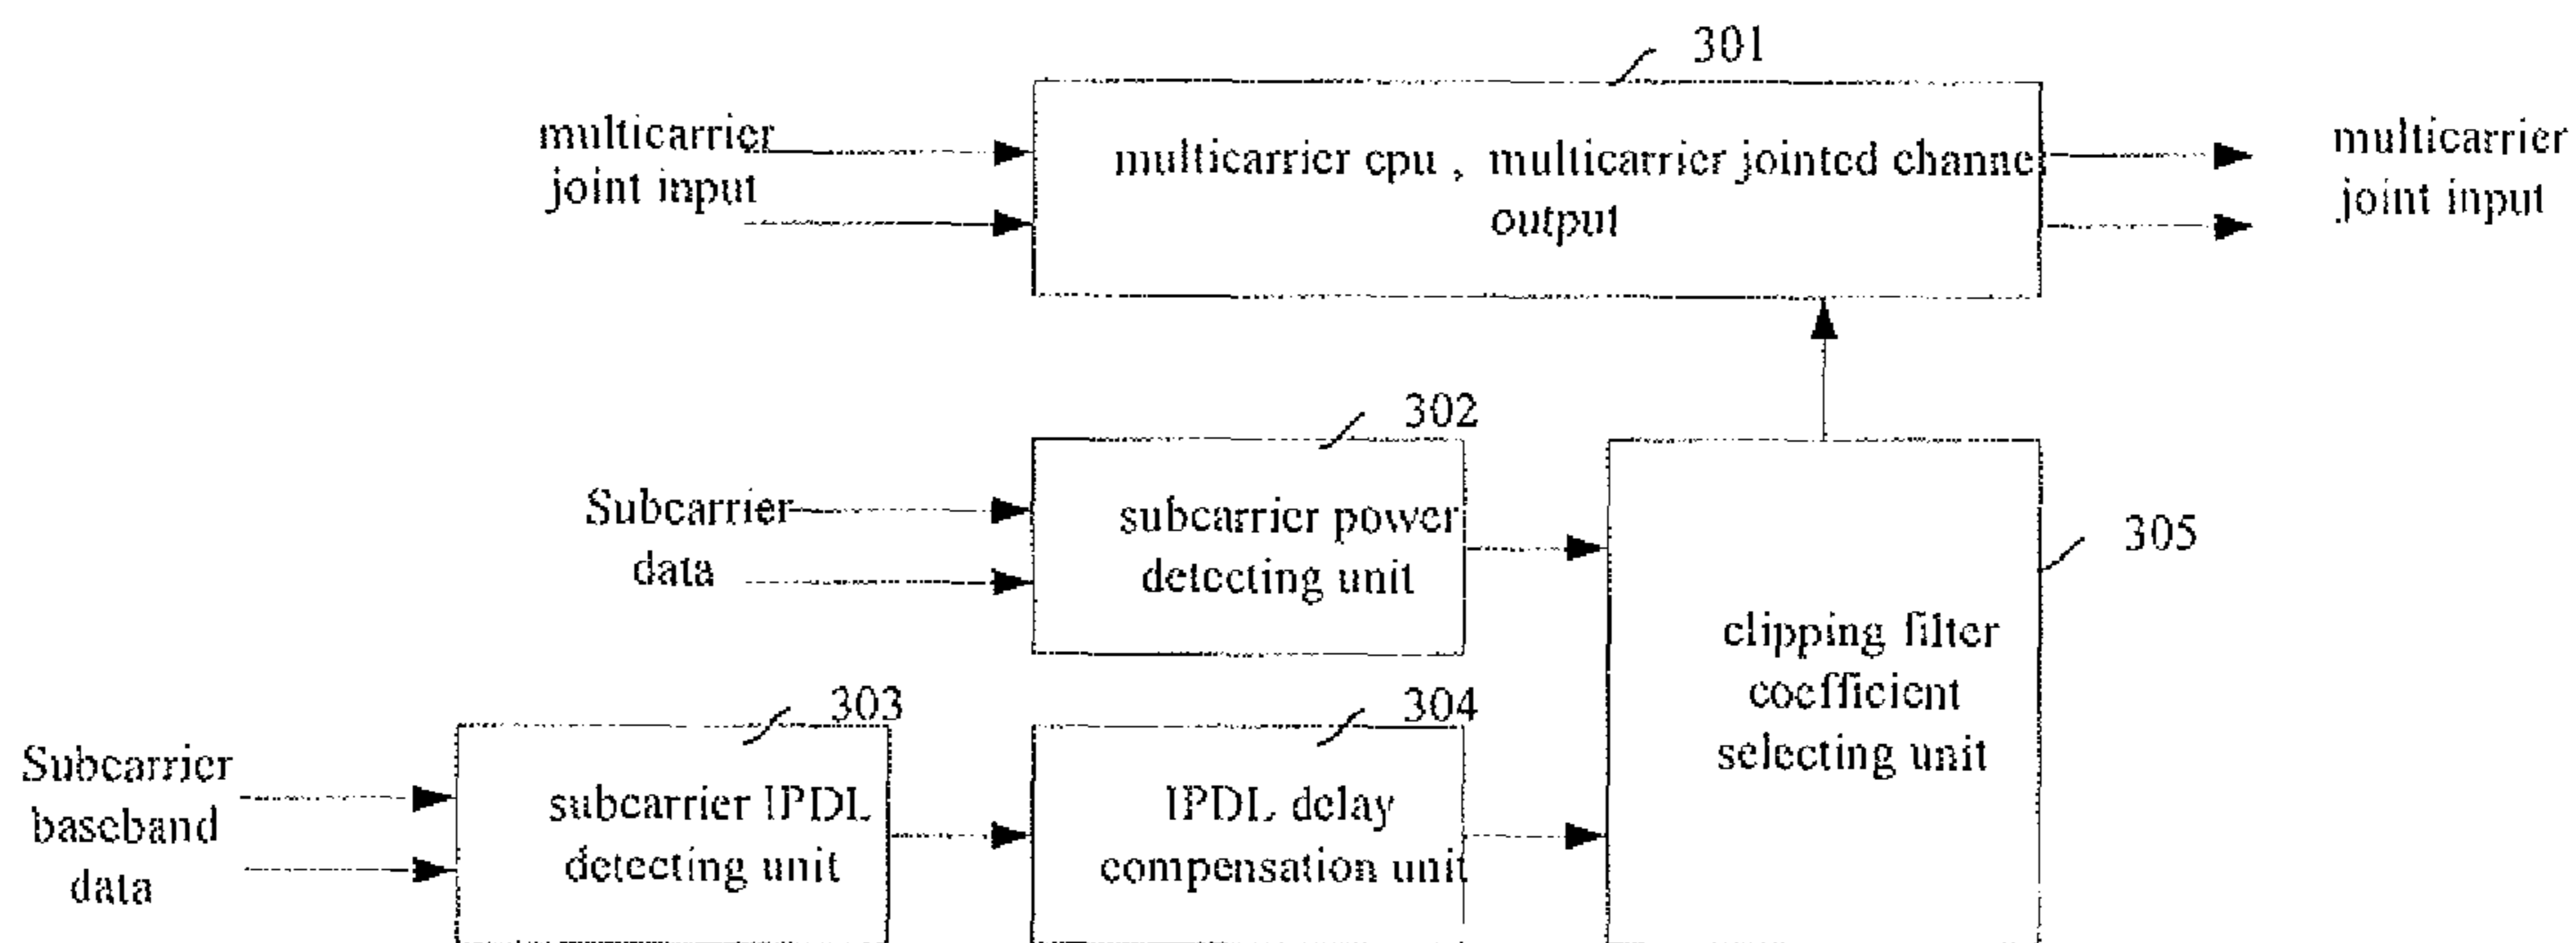 301
multicarrier
joint input
multicarrier cpu , multicarrier jointed channel
output
multicarrier
joint input
302
Subcarrier
data
subcarrier power
detecting unit
305
clipping filter
coefficient
selecting unit
303
304
Subcarrier
baseband
data
subcarrier IPDL
detecting unit
IPDL delay
compensation unit